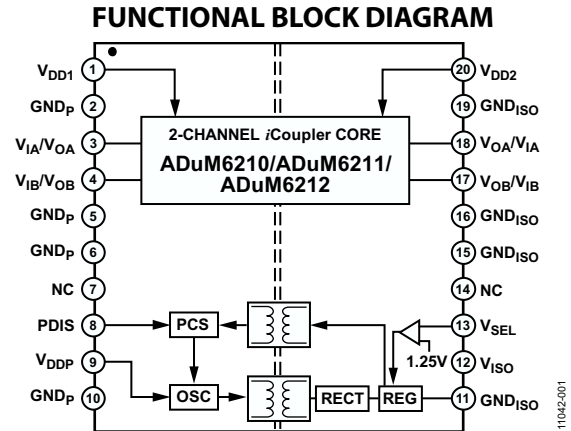 FUNCTIONAL BLOCK DIAGRAM
VDD1 1
20 VDD2
GNDP 2
19 GNDISO
2-CHANNEL iCoupler CORE
VIA/VOA 3
18 VOA/VIA
ADuM6210/ADuM6211/
ADuM6212
VIB/VOB 4
17 VOB/VIB
GNDP 5
16 GNDISO
GNDP 6
15 GNDISO
NC 7
14 NC
PDIS 8
PCS
13 VSEL
1.25V
VDDP 9
12 VISO
GNDP 10
OSC
RECT
REG
11 GNDISO
11042-001